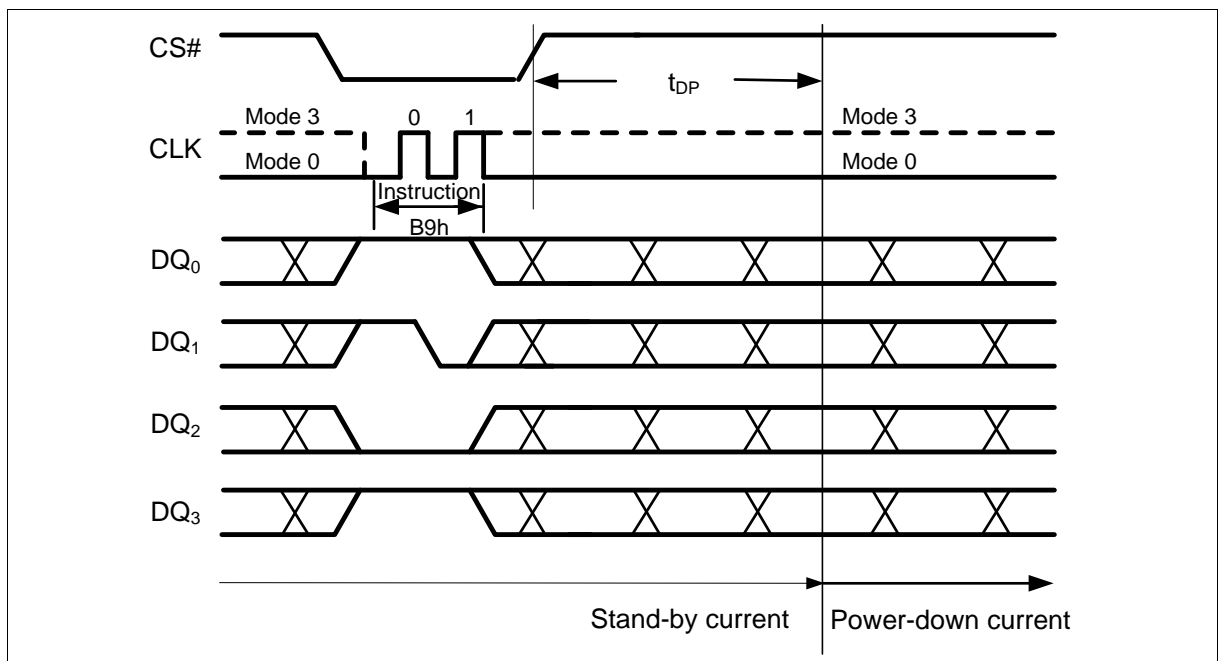 CS#
tDP
Mode 3 0 1 Mode 3
CLK
Mode 0 Mode 0
Instruction
B9h
DQ0
DQ1
DQ2
DQ3
Stand-by current Power-down current